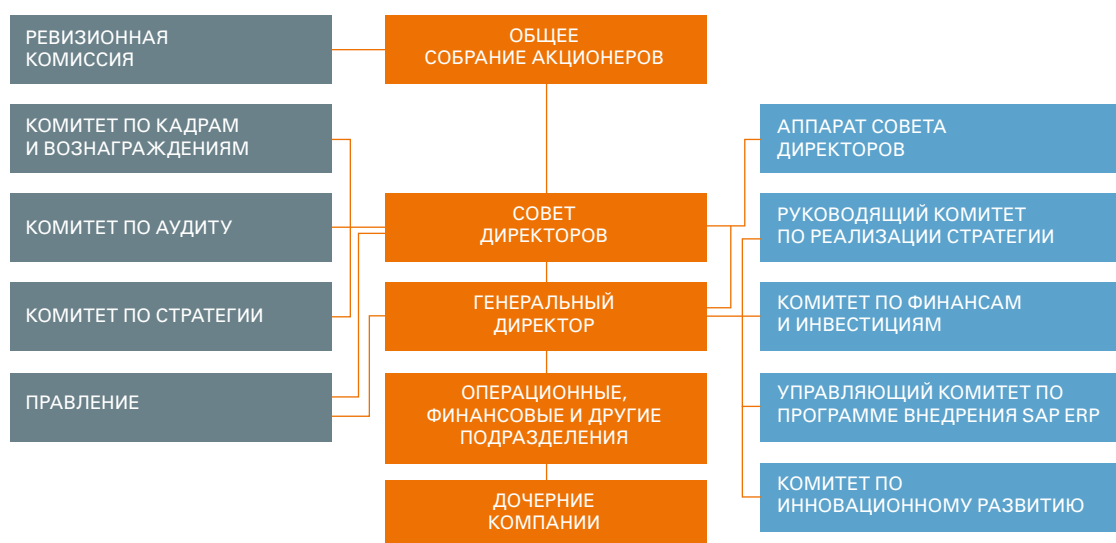 РЕВИЗИОННАЯ
КОМИССИЯ
ОБЩЕЕ
СОБРАНИЕ АКЦИОНЕРОВ
КОМИТЕТ ПО КАДРАМ
И ВОЗНАГРАЖДЕНИЯМ
КОМИТЕТ ПО АУДИТУ
КОМИТЕТ ПО СТРАТЕГИИ
ПРАВЛЕНИЕ
СОВЕТ
ДИРЕКТОРОВ
ГЕНЕРАЛЬНЫЙ
ДИРЕКТОР
ОПЕРАЦИОННЫЕ,
ФИНАНСОВЫЕ И ДРУГИЕ
ПОДРАЗДЕЛЕНИЯ
ДОЧЕРНИЕ
КОМПАНИИ
АППАРАТ СОВЕТА
ДИРЕКТОРОВ
РУКОВОДЯЩИЙ КОМИТЕТ
ПО РЕАЛИЗАЦИИ СТРАТЕГИИ
КОМИТЕТ ПО ФИНАНСАМ
И ИНВЕСТИЦИЯМ
УПРАВЛЯЮЩИЙ КОМИТЕТ ПО
ПРОГРАММЕ ВНЕДРЕНИЯ SAP ERP
КОМИТЕТ ПО
ИННОВАЦИОННОМУ РАЗВИТИЮ